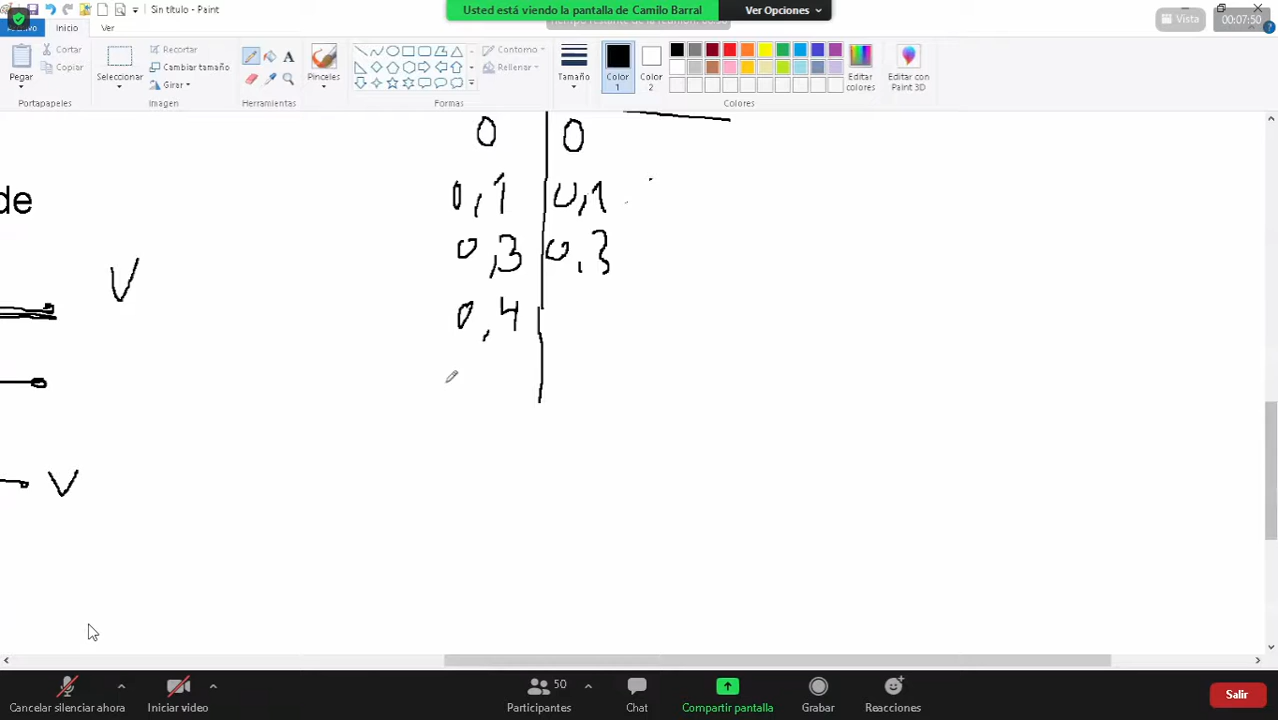 Sin título - Paint
Usted está viendo la pantalla de Camilo Barral
Ver Opciones
Vista
00:07:50
Archivo Inicio Ver
Pegar
Cortar
Copiar
Portapapeles
Seleccionar
Recortar
Cambiar tamaño
Girar
Imagen
Herramientas
Pinceles
Contorno
Rellenar
Formas
Tamaño
Color 1
Color 2
Editar colores
Colores
Editar con Paint 3D
0 0
de
0,1 0,1
0,3 0,3
V
0,4
V
Cancelar silenciar ahora
Iniciar video
50
Participantes
Chat
Compartir pantalla
Grabar
Reacciones
Salir